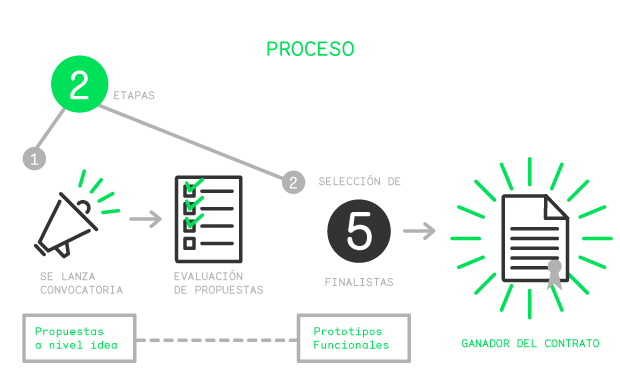 PROCESO
2
ETAPAS
1
2
SELECCIÓN DE
5
FINALISTAS
SE LANZA
CONVOCATORIA
EVALUACIÓN
DE PROPUESTAS
Propuestas
a nivel idea
Prototipos
Funcionales
GANADOR DEL CONTRATO